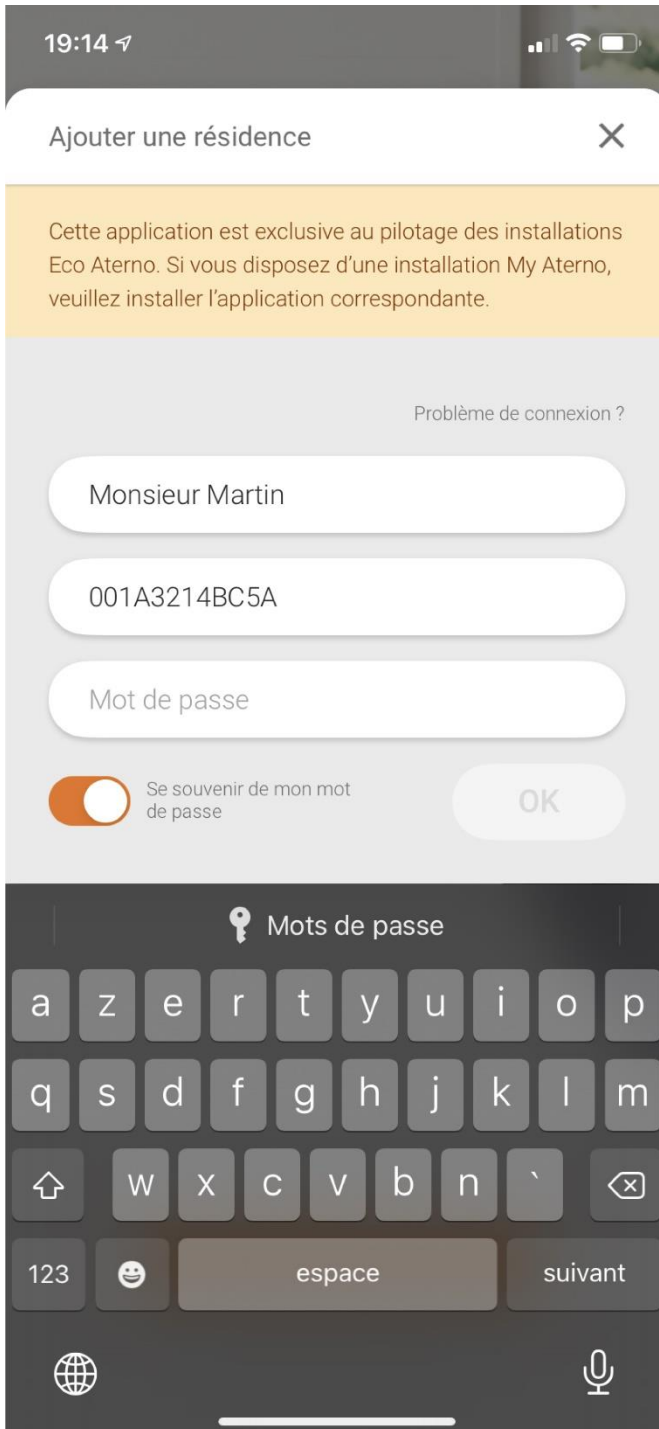 19:14
Ajouter une résidence
Cette application est exclusive au pilotage des installations
Eco Aterno. Si vous disposez d'une installation My Aterno,
veuillez installer l'application correspondante.
Problème de connexion ?
Monsieur Martin
001A3214BC5A
Mot de passe
Se souvenir de mon mot
de passe
OK
Mots de passe
a z e r t y u i o p
q s d f g h j k l m
w x c v b n `
123 espace suivant